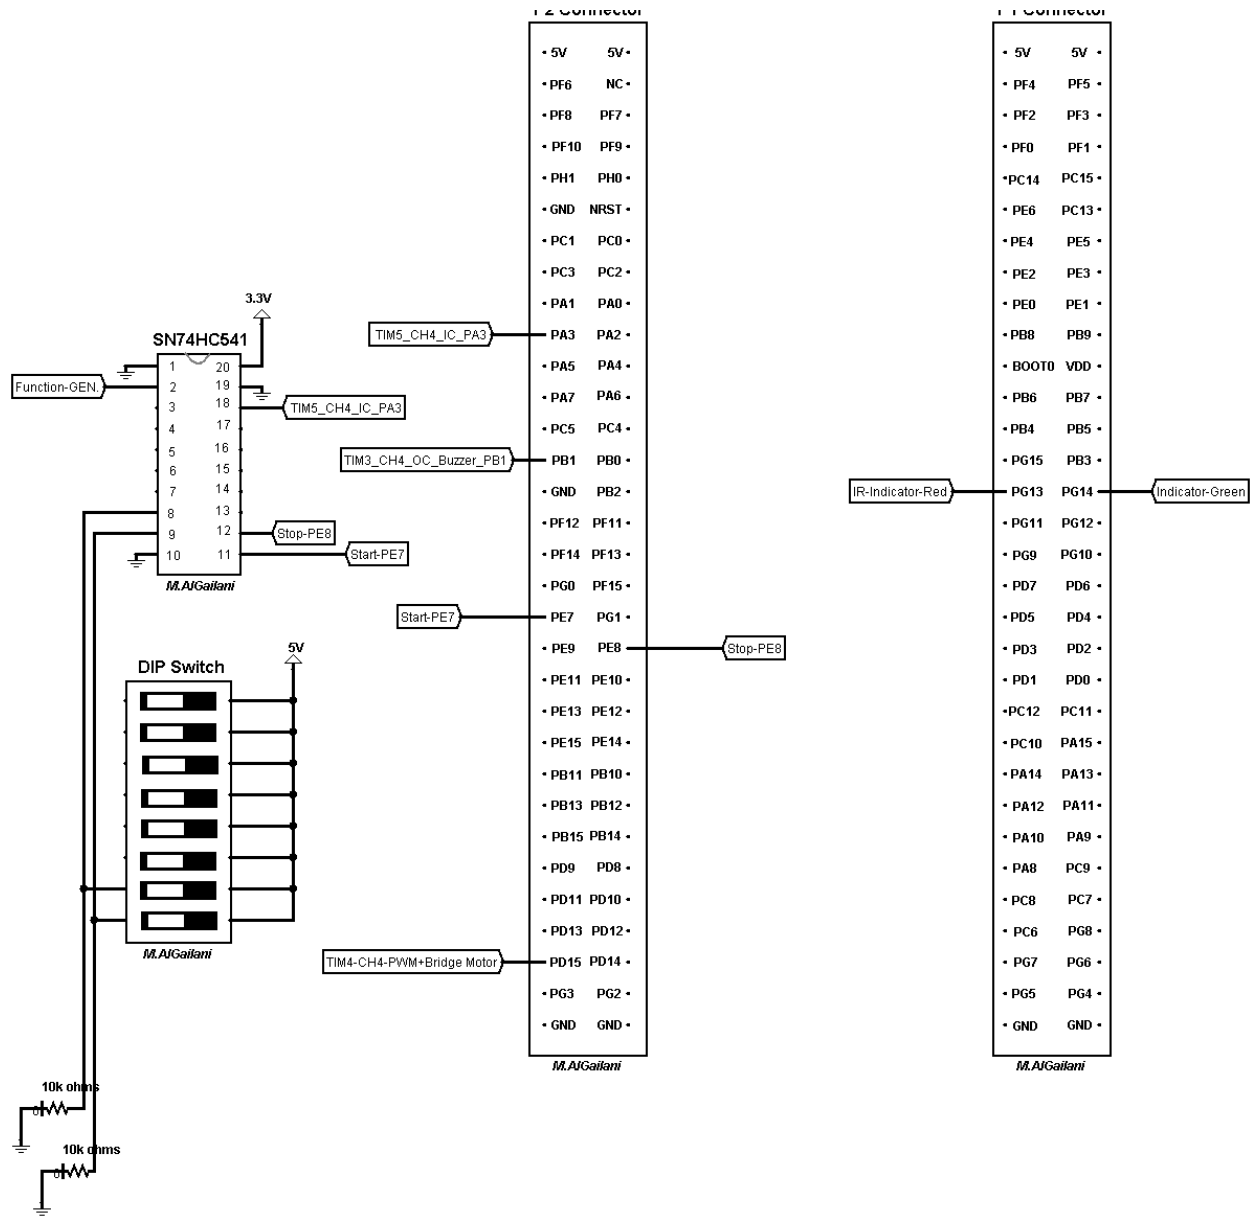 P2 Connector
P1 Connector
5V 5V
PF6 NC
PF8 PF7
PF10 PF9
PH1 PH0
GND NRST
PC1 PC0
PC3 PC2
PA1 PA0
TIM5_CH4_IC_PA3 PA3 PA2
PA5 PA4
PA7 PA6
PC5 PC4
TIM3_CH4_OC_Buzzer_PB1 PB1 PB0
GND PB2
PF12 PF11
PF14 PF13
PG0 PF15
Start-PE7 PE7 PG1
PE9 PE8 Stop-PE8
PE11 PE10
PE13 PE12
PE15 PE14
PB11 PB10
PB13 PB12
PB15 PB14
PD9 PD8
PD11 PD10
PD13 PD12
TIM4-CH4-PWM+Bridge Motor PD15 PD14
PG3 PG2
GND GND
M.AlGailani
5V 5V
PF4 PF5
PF2 PF3
PF0 PF1
PC14 PC15
PE6 PC13
PE4 PE5
PE2 PE3
PE0 PE1
PB8 PB9
BOOT0 VDD
PB6 PB7
PB4 PB5
PG15 PB3
IR-Indicator-Red PG13 PG14 Indicator-Green
PG11 PG12
PG9 PG10
PD7 PD6
PD5 PD4
PD3 PD2
PD1 PD0
PC12 PC11
PC10 PA15
PA14 PA13
PA12 PA11
PA10 PA9
PA8 PC9
PC8 PC7
PC6 PG8
PG7 PG6
PG5 PG4
GND GND
M.AlGailani
3.3V
SN74HC541
1 20
Function-GEN. 2 19
3 18 TIM5_CH4_IC_PA3
4 17
5 16
6 15
7 14
8 13
9 12 Stop-PE8
10 11 Start-PE7
M.AlGailani
5V
DIP Switch
M.AlGailani
10k ohms
0
10k ohms
0